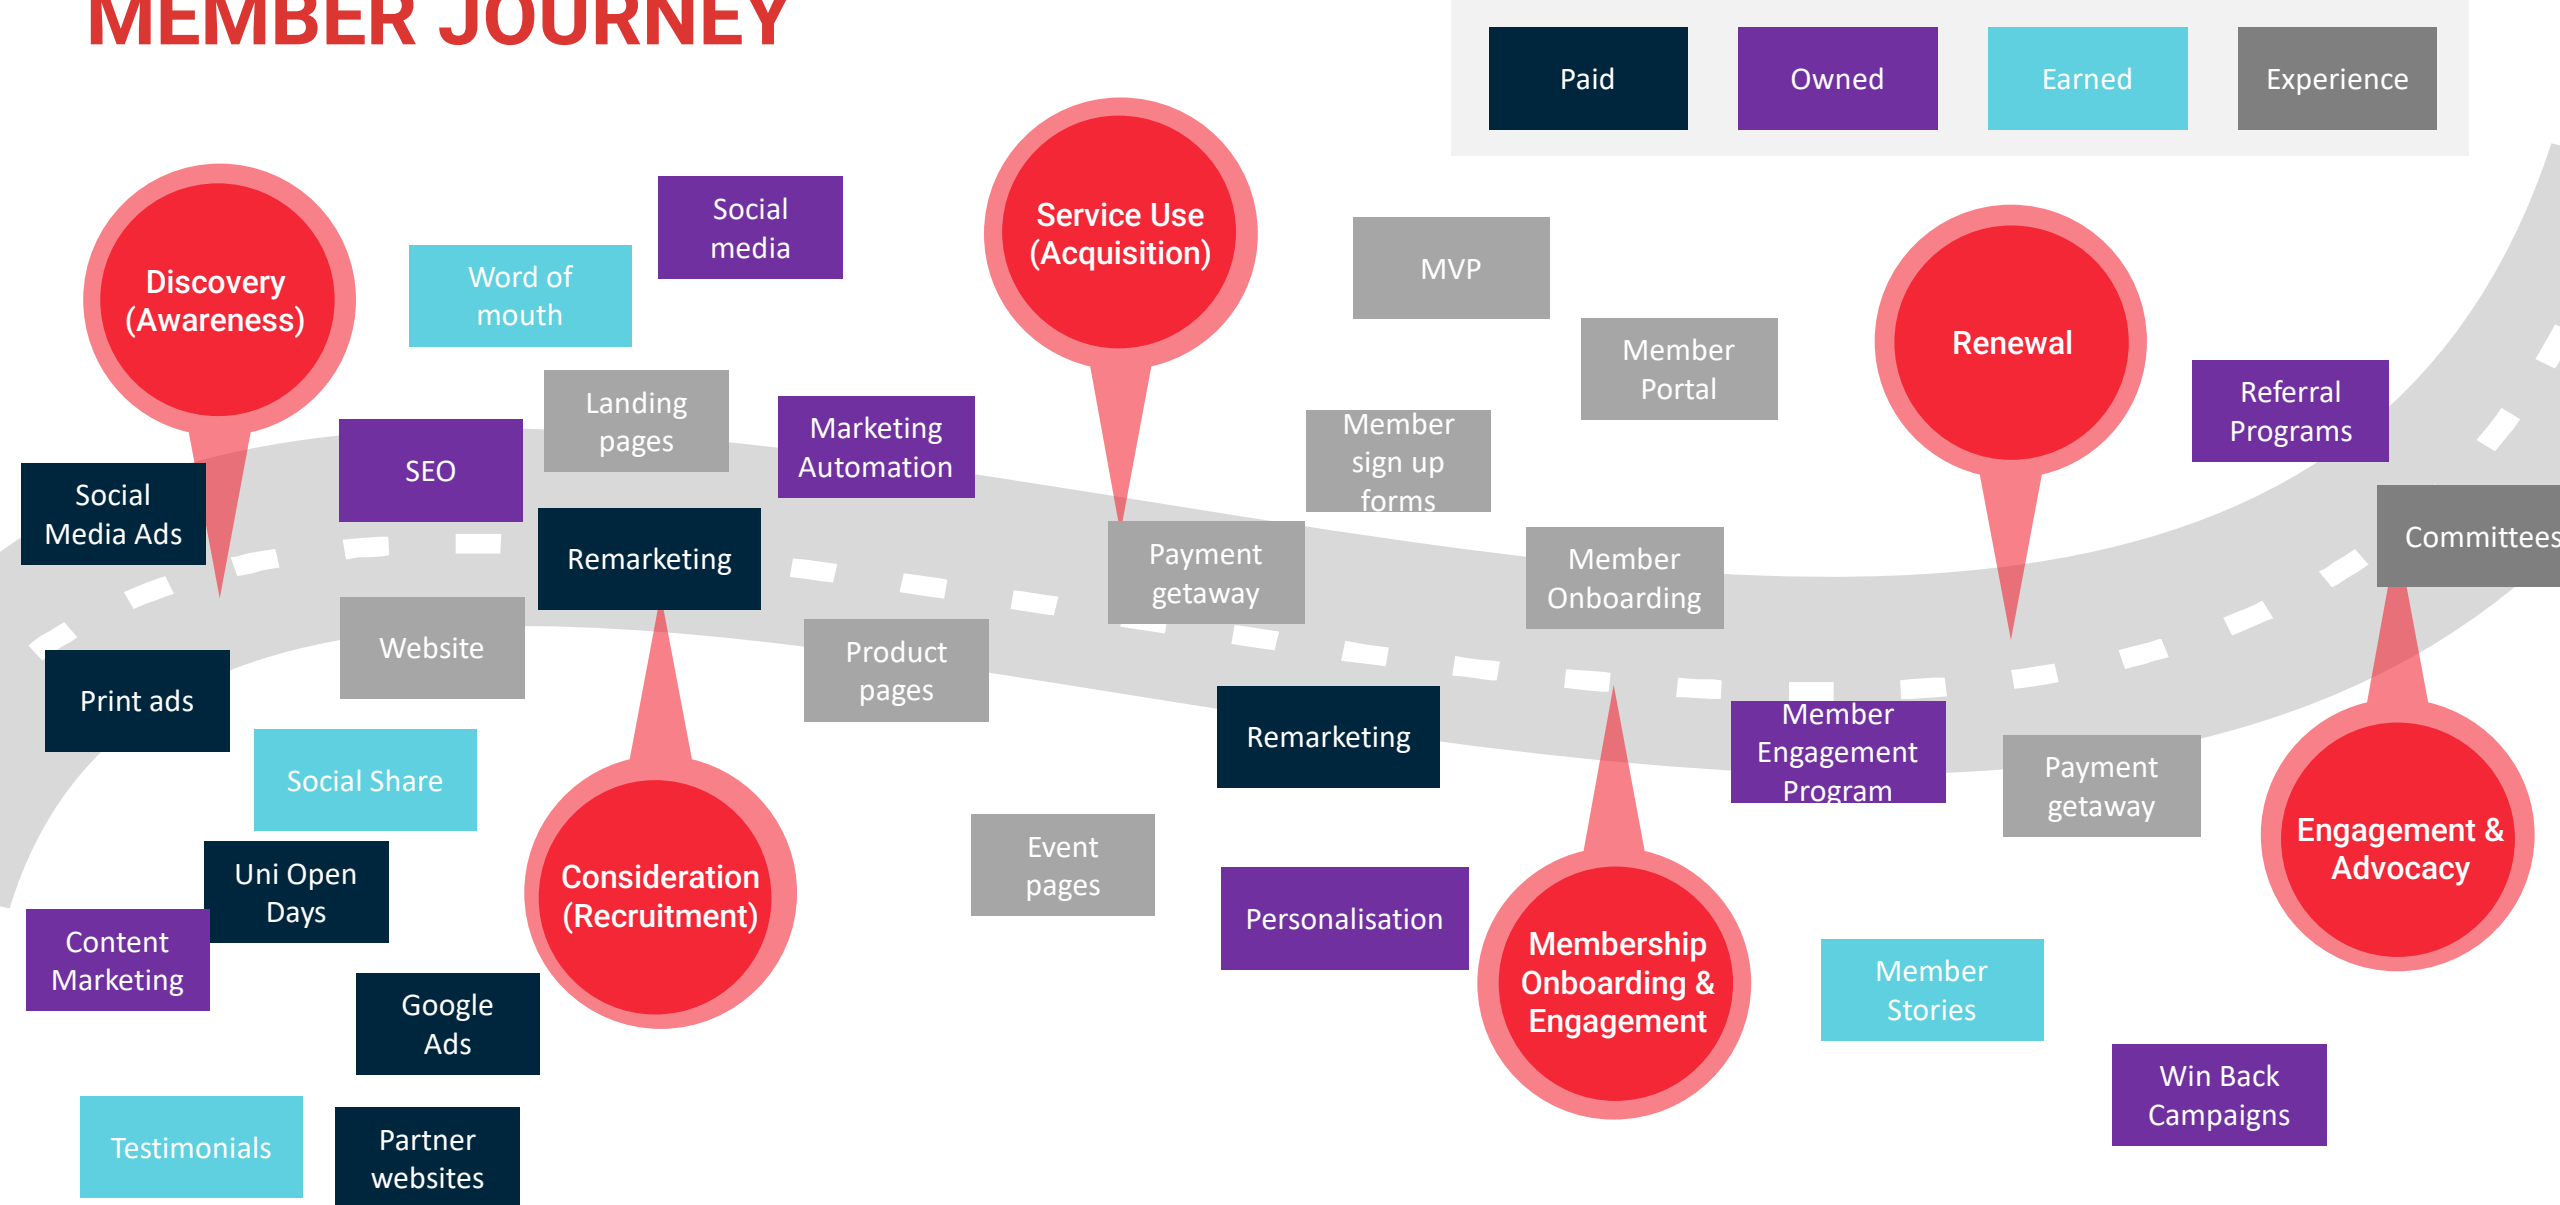 MEMBER JOURNEY
Paid
Owned
Earned
Experience
Discovery
(Awareness)
Word of
mouth
Social
media
Service Use
(Acquisition)
MVP
Member
Portal
Renewal
Referral
Programs
Social
Media Ads
SEO
Landing
pages
Marketing
Automation
Member
sign up
forms
Committees
Remarketing
Payment
getaway
Member
Onboarding
Print ads
Website
Product
pages
Remarketing
Member
Engagement
Program
Payment
getaway
Social Share
Uni Open
Days
Content
Marketing
Consideration
(Recruitment)
Event
pages
Personalisation
Membership
Onboarding &
Engagement
Member
Stories
Engagement &
Advocacy
Google
Ads
Testimonials
Partner
websites
Win Back
Campaigns